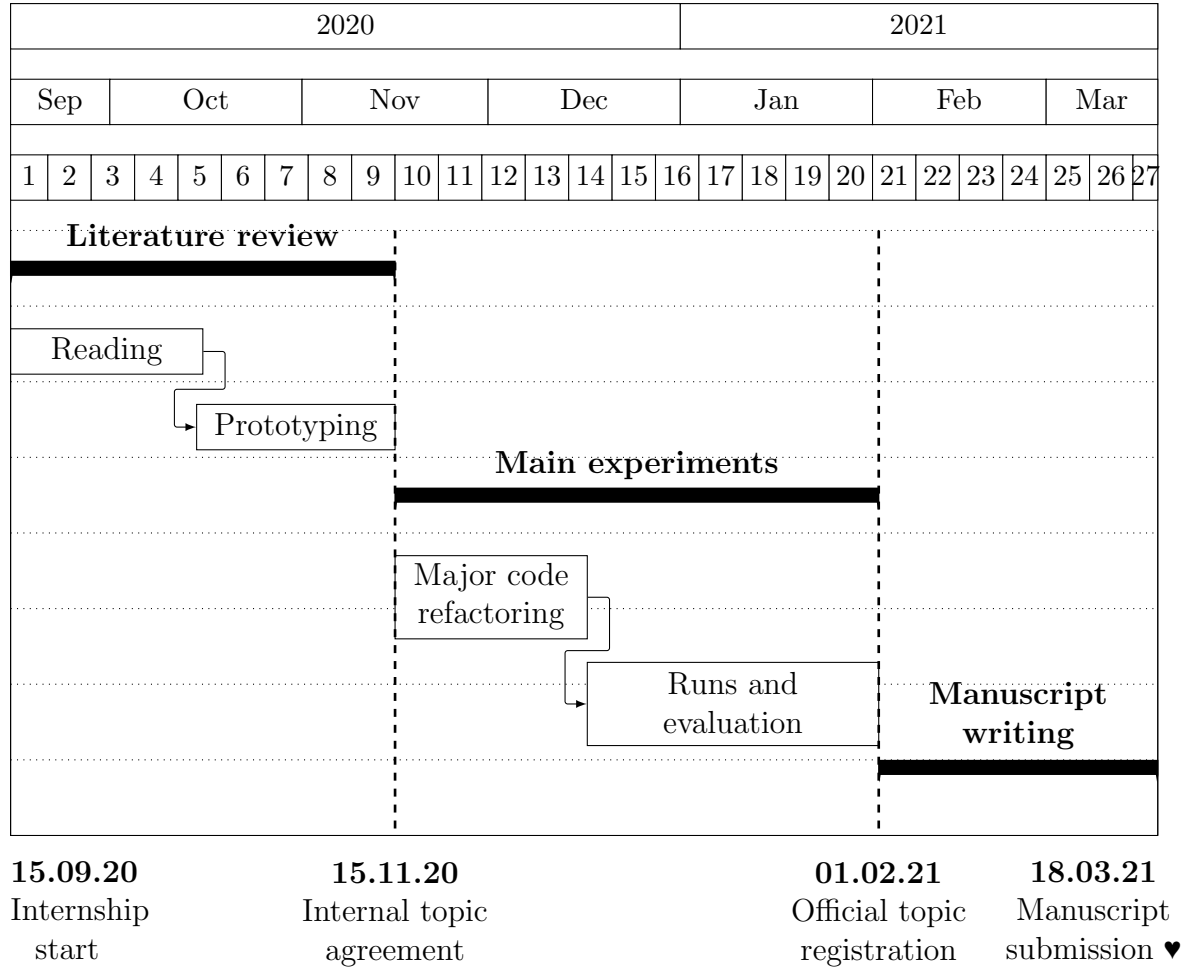 2020 2021
Sep Oct Nov Dec Jan Feb Mar
1 2 3 4 5 6 7 8 9 10 11 12 13 14 15 16 17 18 19 20 21 22 23 24 25 26 27
Literature review
Reading
Prototyping
Main experiments
Major code
refactoring
Runs and
evaluation
Manuscript
writing
15.09.20
Internship
start
15.11.20
Internal topic
agreement
01.02.21
Official topic
registration
18.03.21
Manuscript
submission ♥